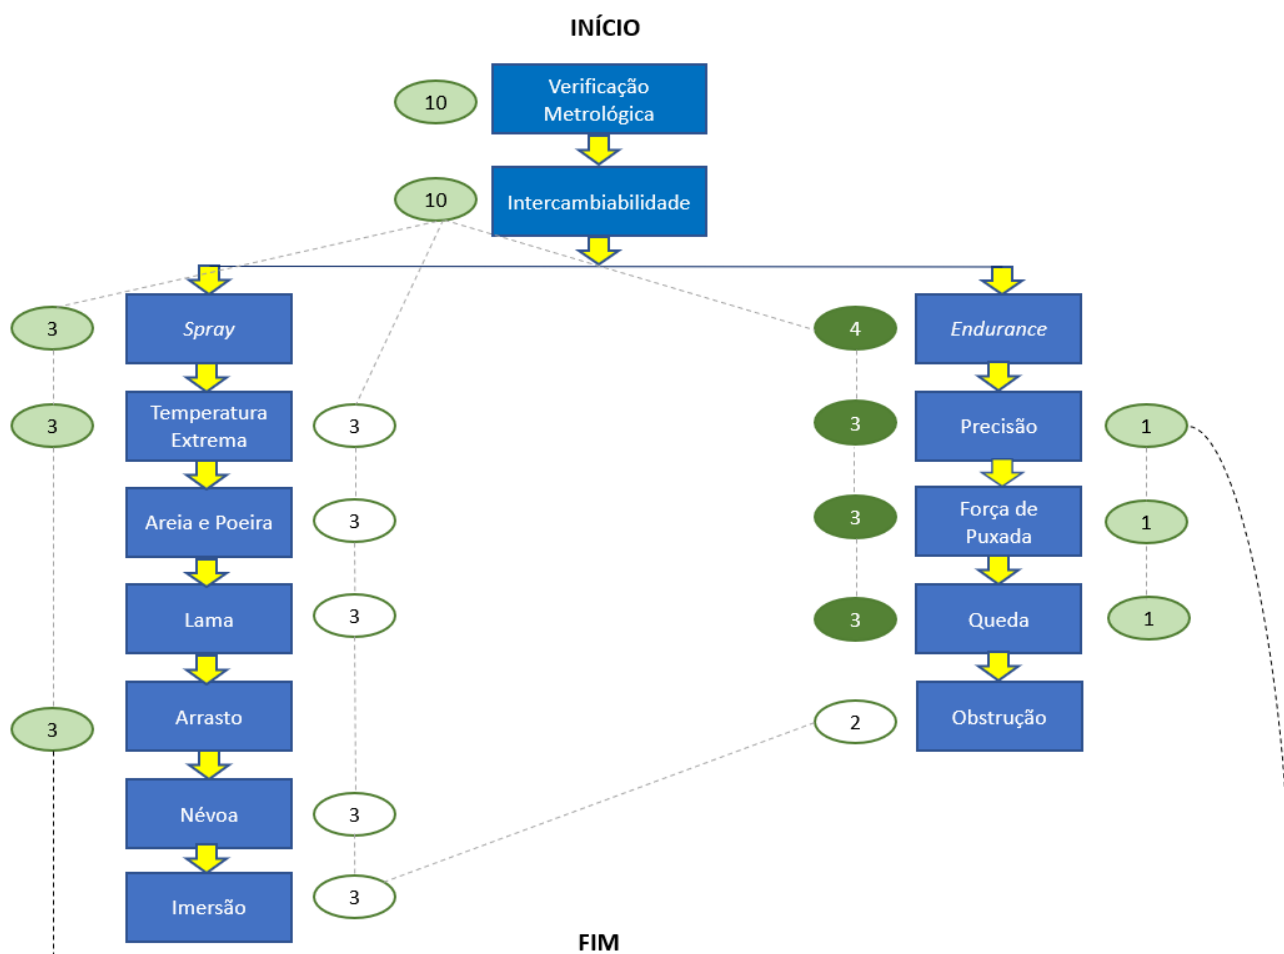 INÍCIO
10
Verificação
Metrológica
10
Intercambiabilidade
3
Spray
4
Endurance
3
Temperatura
Extrema
3
3
Precisão
1
Areia e Poeira
3
3
Força de
Puxada
1
Lama
3
3
Queda
1
3
Arrasto
2
Obstrução
Névoa
3
Imersão
3
FIM